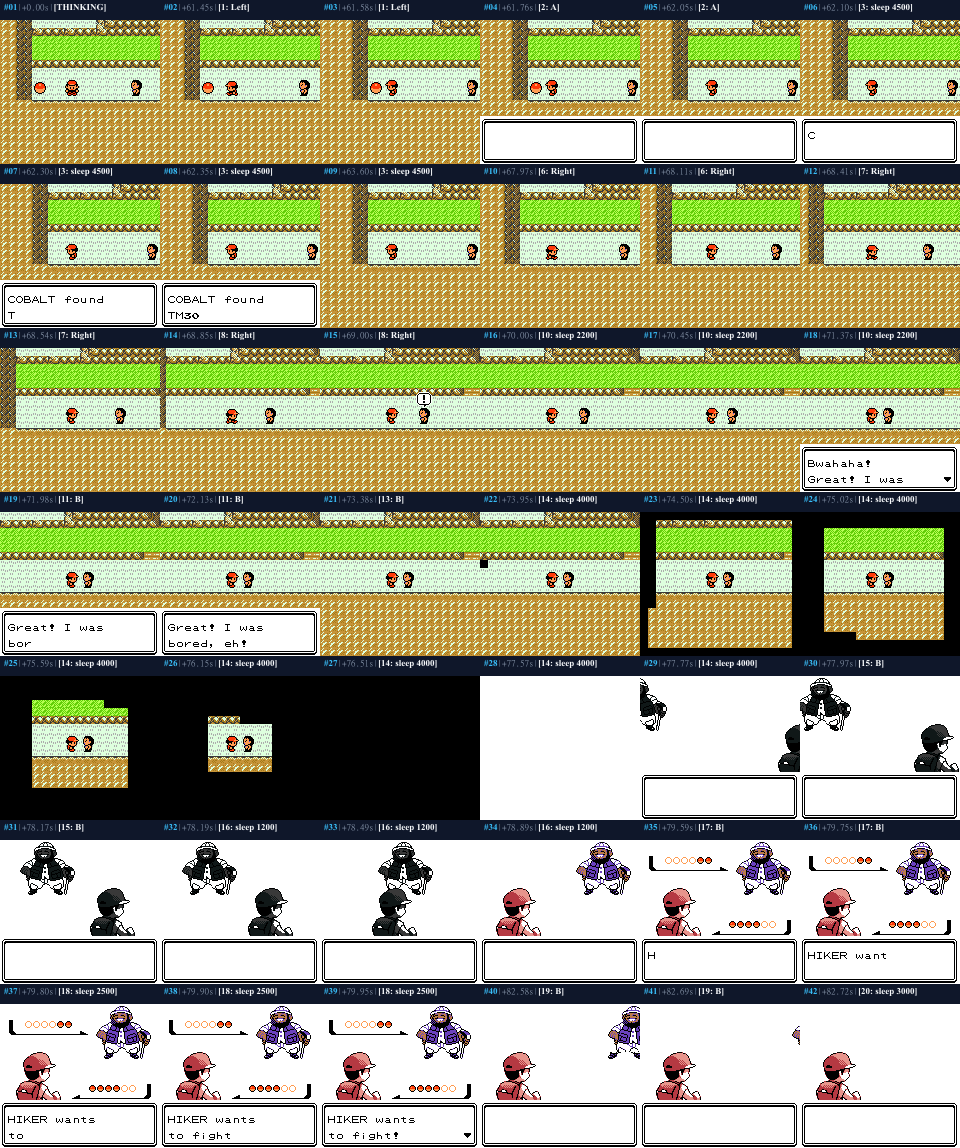 #01 | +0.00s | [THINKING]
#02 | +61.45s | [1: Left]
#03 | +61.58s | [1: Left]
#04 | +61.76s | [2: A]
#05 | +62.05s | [2: A]
#06 | +62.10s | [3: sleep 4500]
C
#07 | +62.30s | [3: sleep 4500]
#08 | +62.35s | [3: sleep 4500]
#09 | +63.60s | [3: sleep 4500]
#10 | +67.97s | [6: Right]
#11 | +68.11s | [6: Right]
#12 | +68.41s | [7: Right]
COBALT found
T
COBALT found
TM30
#13 | +68.54s | [7: Right]
#14 | +68.85s | [8: Right]
#15 | +69.00s | [8: Right]
#16 | +70.00s | [10: sleep 2200]
#17 | +70.45s | [10: sleep 2200]
#18 | +71.37s | [10: sleep 2200]
!
Bwahaha!
Great! I was
#19 | +71.98s | [11: B]
#20 | +72.13s | [11: B]
#21 | +73.38s | [13: B]
#22 | +73.95s | [14: sleep 4000]
#23 | +74.50s | [14: sleep 4000]
#24 | +75.02s | [14: sleep 4000]
Great! I was
bor
Great! I was
bored, eh!
#25 | +75.59s | [14: sleep 4000]
#26 | +76.15s | [14: sleep 4000]
#27 | +76.51s | [14: sleep 4000]
#28 | +77.57s | [14: sleep 4000]
#29 | +77.77s | [14: sleep 4000]
#30 | +77.97s | [15: B]
#31 | +78.17s | [15: B]
#32 | +78.19s | [16: sleep 1200]
#33 | +78.49s | [16: sleep 1200]
#34 | +78.89s | [16: sleep 1200]
#35 | +79.59s | [17: B]
#36 | +79.75s | [17: B]
H
HIKER want
#37 | +79.80s | [18: sleep 2500]
#38 | +79.90s | [18: sleep 2500]
#39 | +79.95s | [18: sleep 2500]
#40 | +82.58s | [19: B]
#41 | +82.69s | [19: B]
#42 | +82.72s | [20: sleep 3000]
HIKER wants
to
HIKER wants
to fight
HIKER wants
to fight!